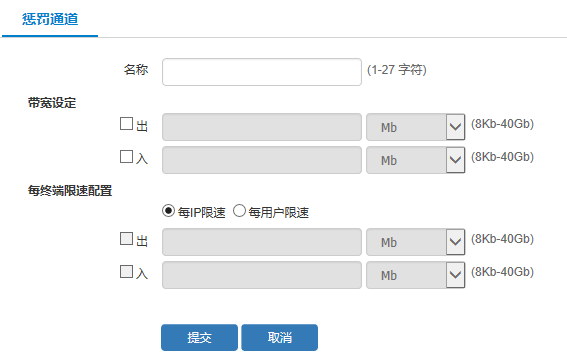 惩罚通道
名称 (1-27 字符)
带宽设定
出 Mb (8Kb-40Gb)
入 Mb (8Kb-40Gb)
每终端限速配置
每IP限速 每用户限速
出 Mb (8Kb-40Gb)
入 Mb (8Kb-40Gb)
提交 取消